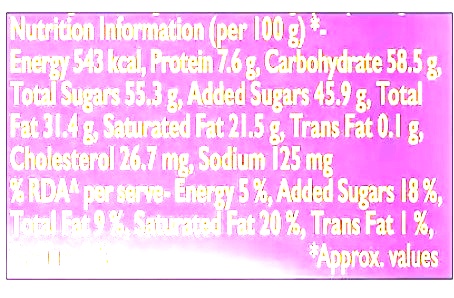 Nutrition Information (per 100 g) *-
Energy 543 kcal, Protein 7.6 g, Carbohydrate 58.5 g,
Total Sugars 55.3 g, Added Sugars 45.9 g, Total
Fat 31.4 g, Saturated Fat 21.5 g, Trans Fat 0.1 g,
Cholesterol 26.7 mg, Sodium 125 mg
% RDA^ per serve- Energy 5 %, Added Sugars 18 %,
Total Fat 9 %, Saturated Fat 20 %, Trans Fat 1 %,
*Approx. values